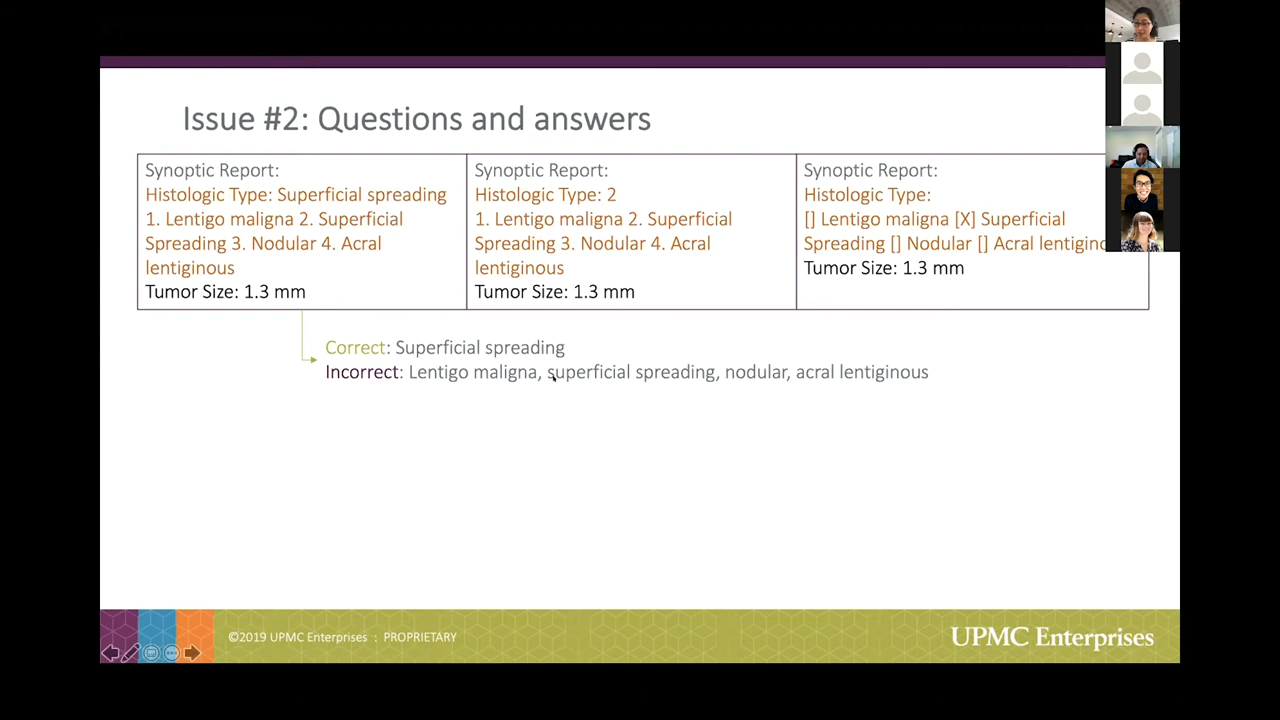 Issue #2: Questions and answers
Synoptic Report:
Histologic Type: Superficial spreading
1. Lentigo maligna 2. Superficial
Spreading 3. Nodular 4. Acral
lentiginous
Tumor Size: 1.3 mm
Synoptic Report:
Histologic Type: 2
1. Lentigo maligna 2. Superficial
Spreading 3. Nodular 4. Acral
lentiginous
Tumor Size: 1.3 mm
Synoptic Report:
Histologic Type:
[] Lentigo maligna [X] Superficial
Spreading [] Nodular [] Acral
Tumor Size: 1.3 mm
Correct: Superficial spreading
Incorrect: Lentigo maligna, superficial spreading, nodular, acral lentiginous
©2019 UPMC Enterprises : PROPRIETARY
UPMC Enterprises